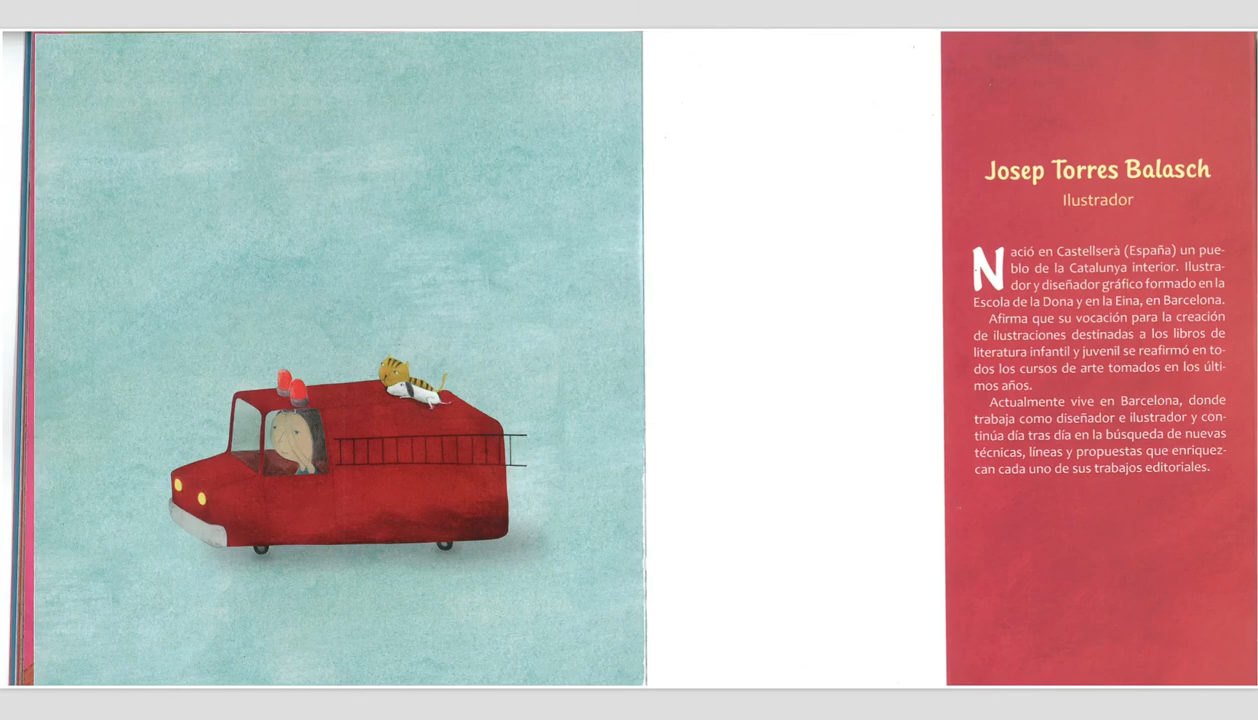 Josep Torres Balasch
Ilustrador
Nació en Castellserà (España) un pue-
blo de la Catalunya interior. Ilustra-
dor y diseñador gráfico formado en la
Escola de la Dona y en la Eina, en Barcelona.
Afirma que su vocación para la creación
de ilustraciones destinadas a los libros de
literatura infantil y juvenil se reafirmó en to-
dos los cursos de arte tomados en los últi-
mos años.
Actualmente vive en Barcelona, donde
trabaja como diseñador e ilustrador y con-
tinúa día tras día en la búsqueda de nuevas
técnicas, líneas y propuestas que enriquez-
can cada uno de sus trabajos editoriales.